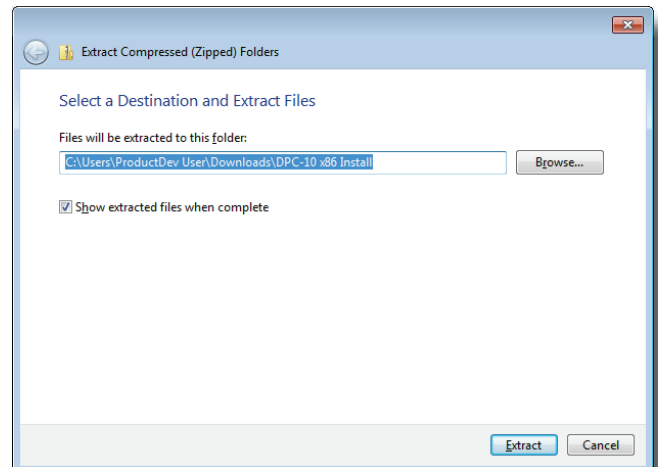 Extract Compressed (Zipped) Folders
Select a Destination and Extract Files
Files will be extracted to this folder:
C:\Users\ProductDev User\Downloads\DPC-10 x86 Install
Browse...
Show extracted files when complete
Extract
Cancel